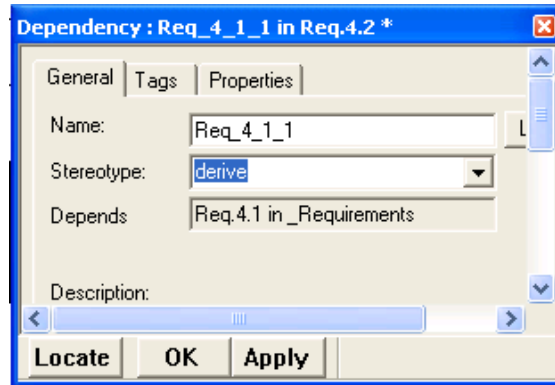 Dependency : Req_4_1_1 in Req.4.2 *
General Tags Properties
Name: Req_4_1_1 L
Stereotype: derive
Depends Req.4.1 in _Requirements
Description:
Locate OK Apply